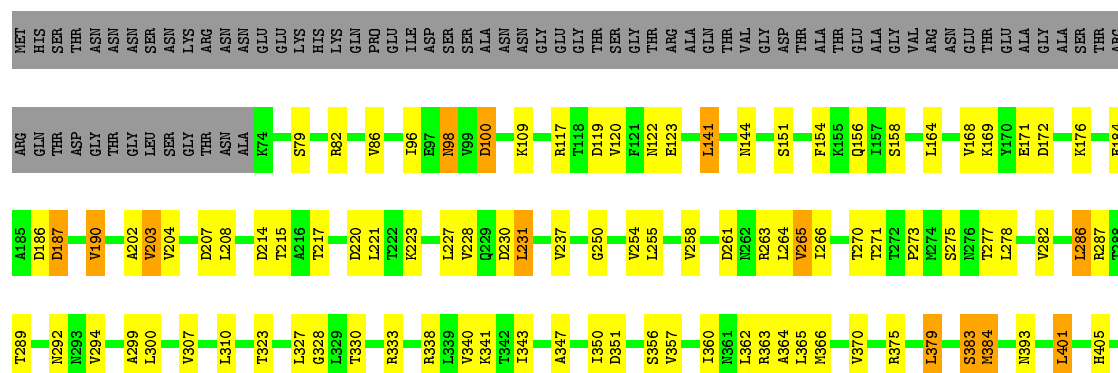 MET HIS SER THR ASN ASN ASN SER ASN LYS ARG ASN ASN GLU GLU LYS HIS LYS GLN PRO GLU ILE ASP SER SER ALA ASN ASN GLY GLU GLY THR SER GLY THR ARG ALA GLN THR VAL GLY ASP THR ALA THR GLU ALA GLY VAL ARG ASN GLU THR GLU ALA GLY ALA SER THR ARG
ARG GLN THR ASP GLY THR GLY LEU SER GLY THR ASN ALA K74 S79 R82 V86 I96 E97 N98 V99 D100 K109 R117 T118 D119 V120 F121 N122 E123 L141 N144 S151 F154 K155 Q156 I157 S158 L164 V168 K169 Y170 E171 D172 K176
A185 D186 D187 V190 A202 V203 V204 D207 L208 D214 T215 A216 T217 D220 L221 T222 K223 L227 V228 Q229 D230 L231 V237 G250 V254 L255 V258 D261 N262 R263 L264 V265 I266 T270 T271 T272 P273 M274 S275 N276 T277 L278 V282 L286 R287 T288
T289 N292 N293 V294 A299 L300 V307 L310 T323 L327 G328 L329 T330 R333 R338 L339 V340 K341 T342 I343 A347 I350 D351 S356 V357 I360 N361 L362 R363 A364 L365 M366 V370 R375 L379 S383 M384 N393 L401 H405